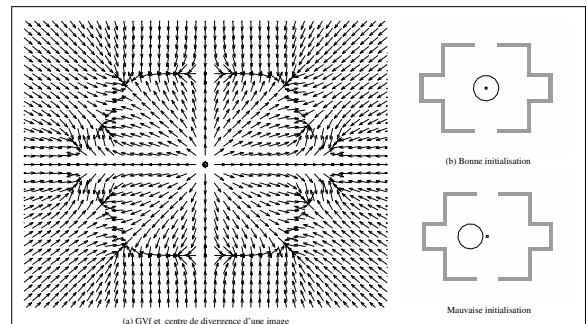 (b) Bonne initialisation
(a) GVf et centre de divergence d'une image
Mauvaise initialisation